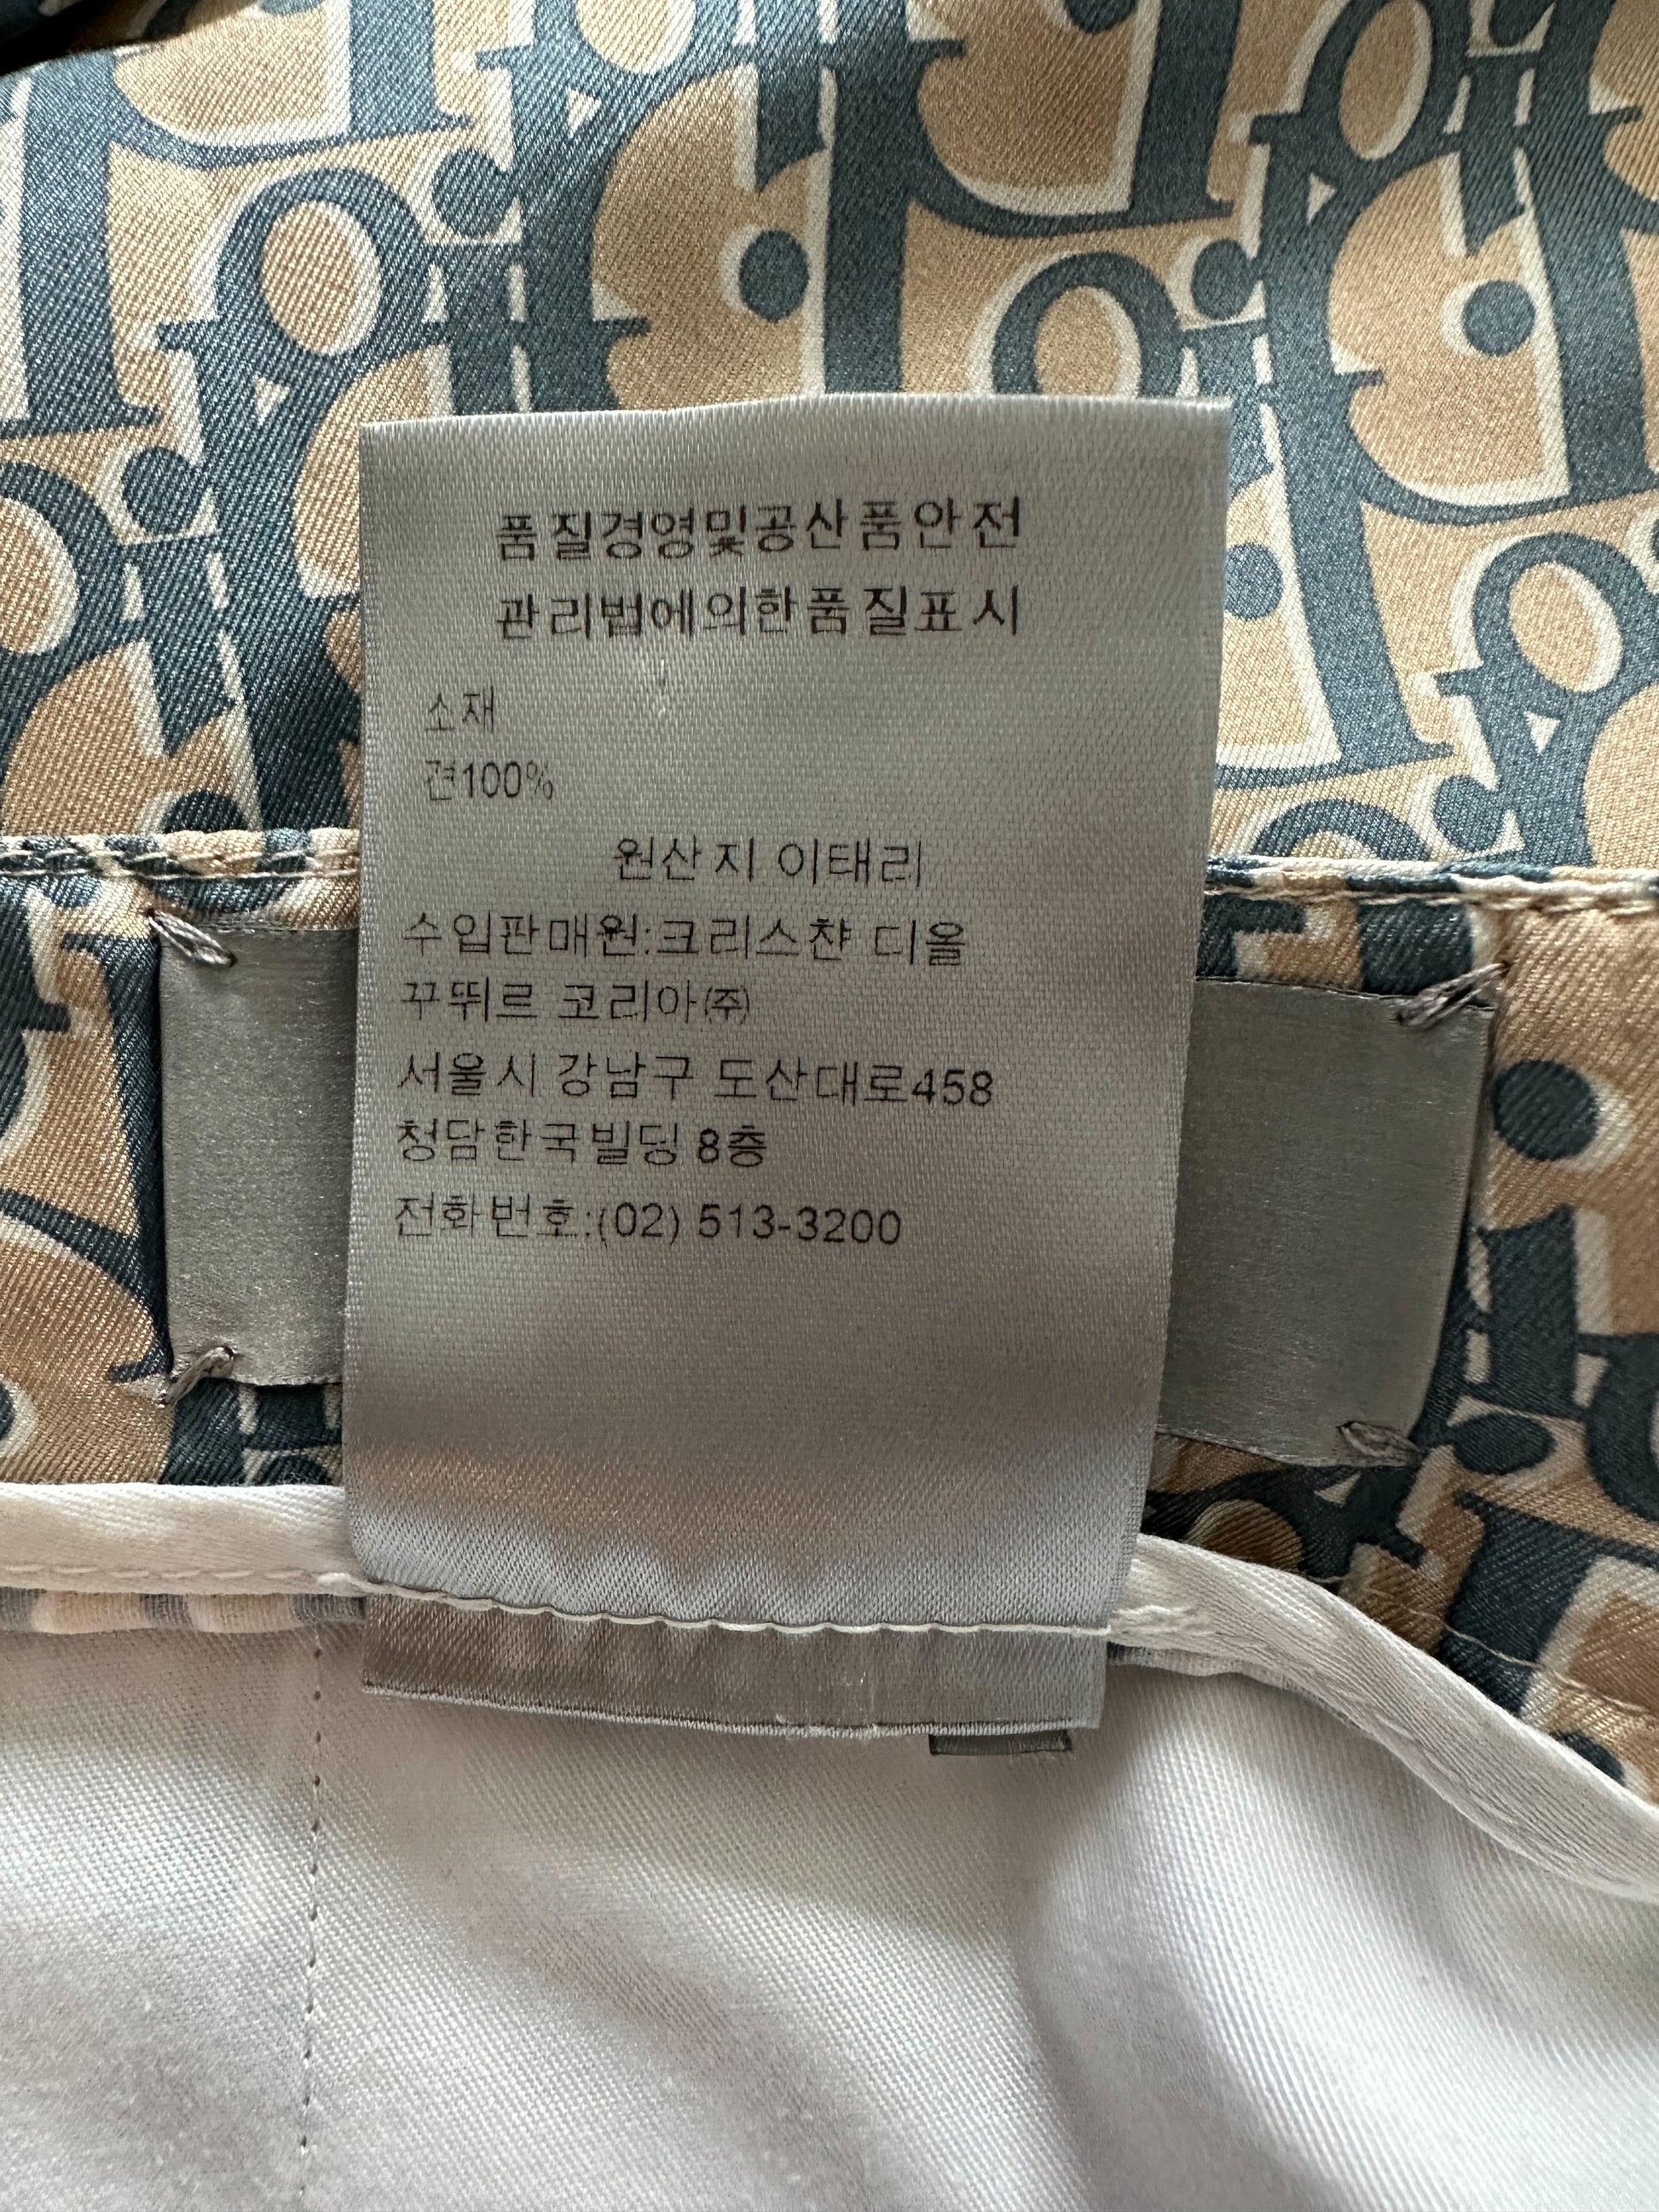 품질경영및공산품안전
관리법에의한품질표시
소재
면100%
원산지 이태리
수입판매원:크리스챤 디올
꾸뛰르 코리아㈜
서울시 강남구 도산대로458
청담한국빌딩 8층
전화번호:(02) 513-3200